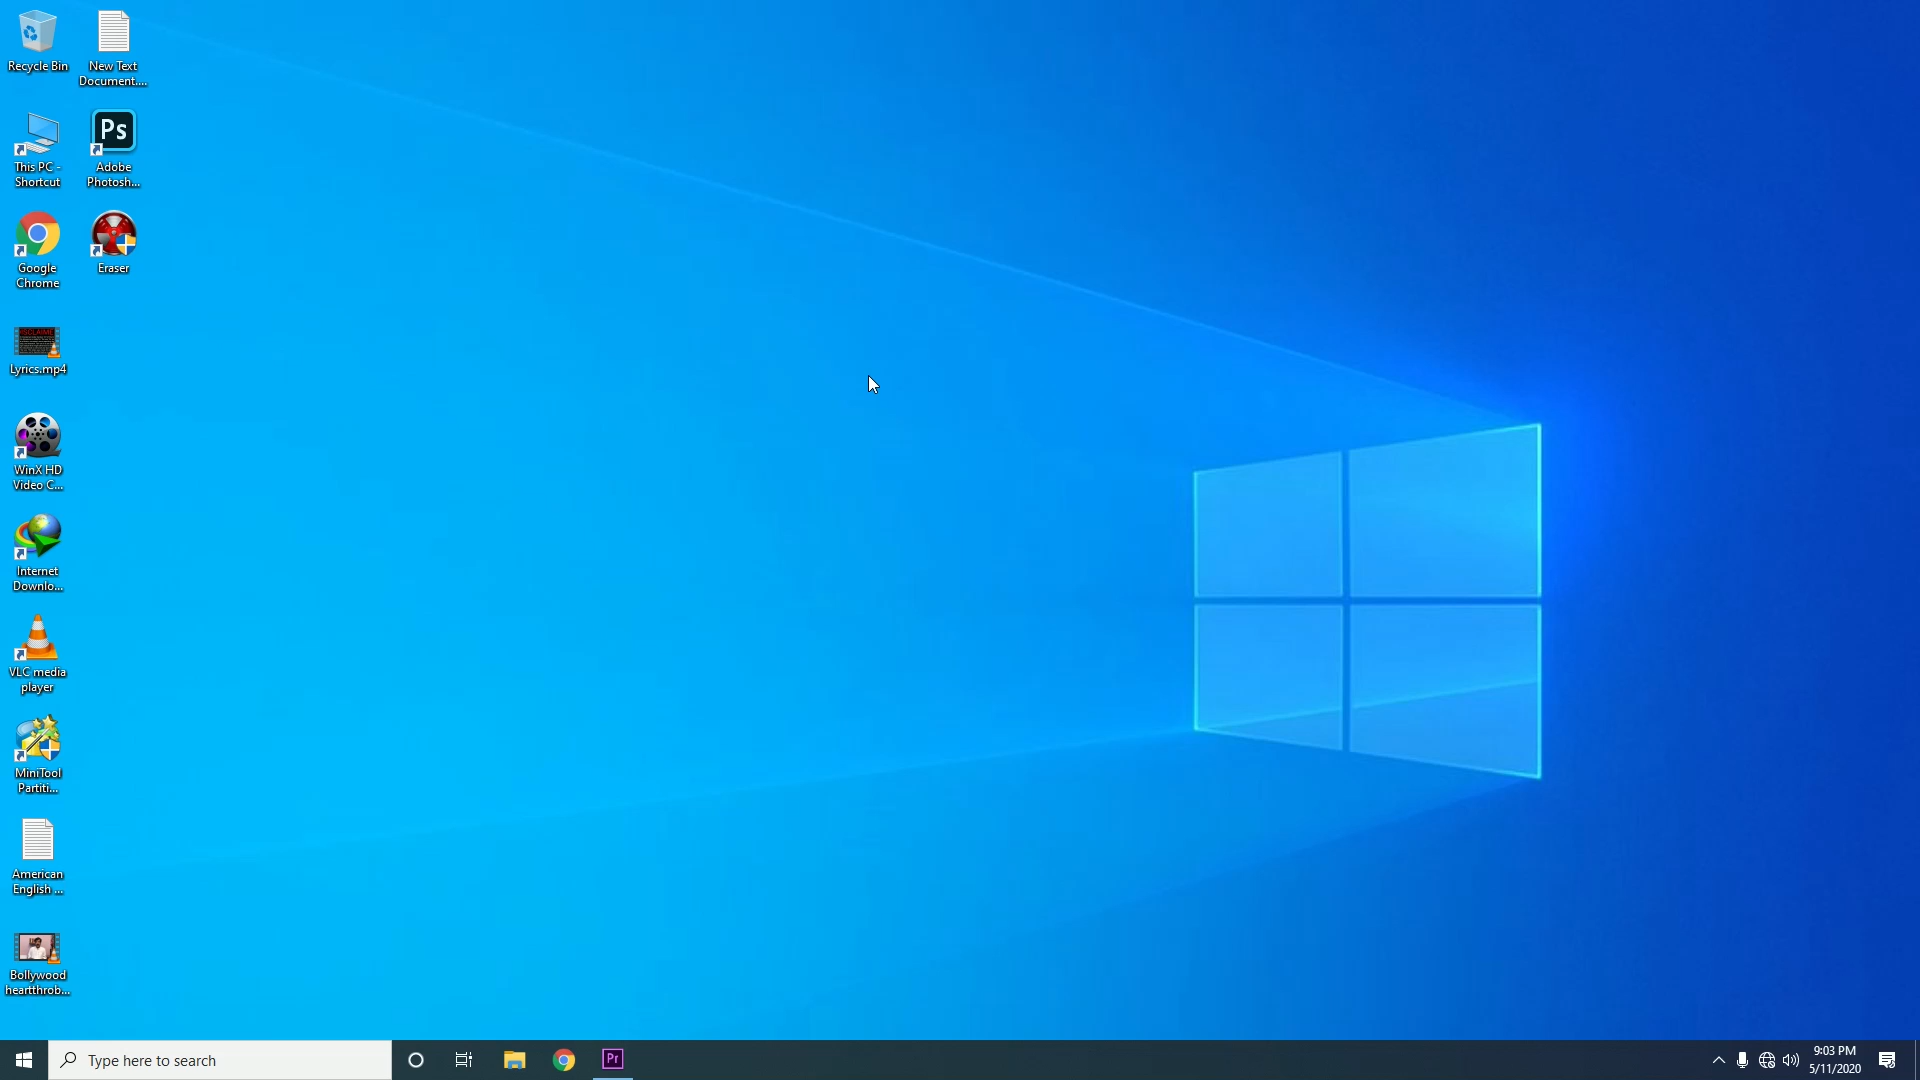 Recycle Bin
New Text
Document....
This PC -
Shortcut
Ps
Adobe
Photosh...
Google
Chrome
Eraser
Lyrics.mp4
WinX HD
Video C...
Internet
Downlo...
VLC media
player
MiniTool
Partiti...
American
English ...
Bollywood
heartthrob...
Type here to search
Pr
9:03 PM
5/11/2020